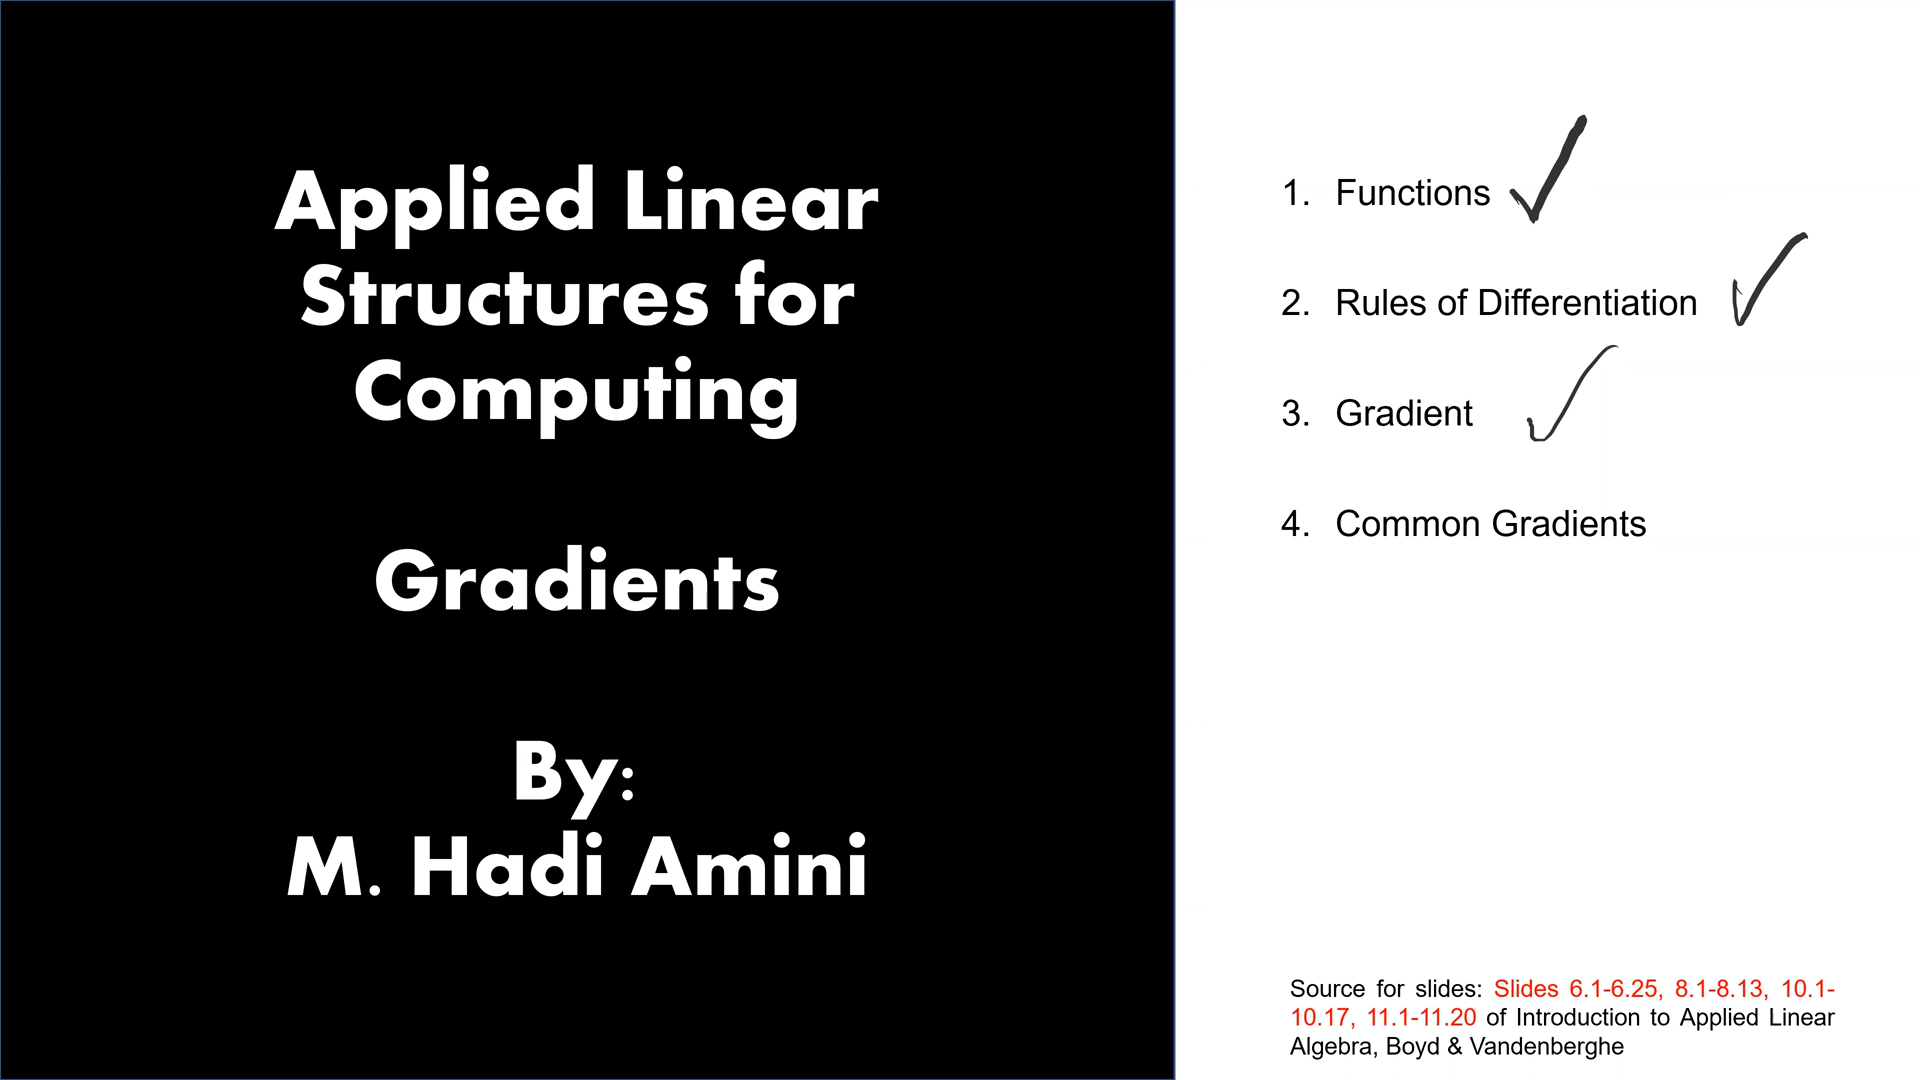 Applied Linear
Structures for
Computing
Gradients
By:
M. Hadi Amini
1. Functions
2. Rules of Differentiation
3. Gradient
4. Common Gradients
Source for slides: Slides 6.1-6.25, 8.1-8.13, 10.1-
10.17, 11.1-11.20 of Introduction to Applied Linear
Algebra, Boyd & Vandenberghe